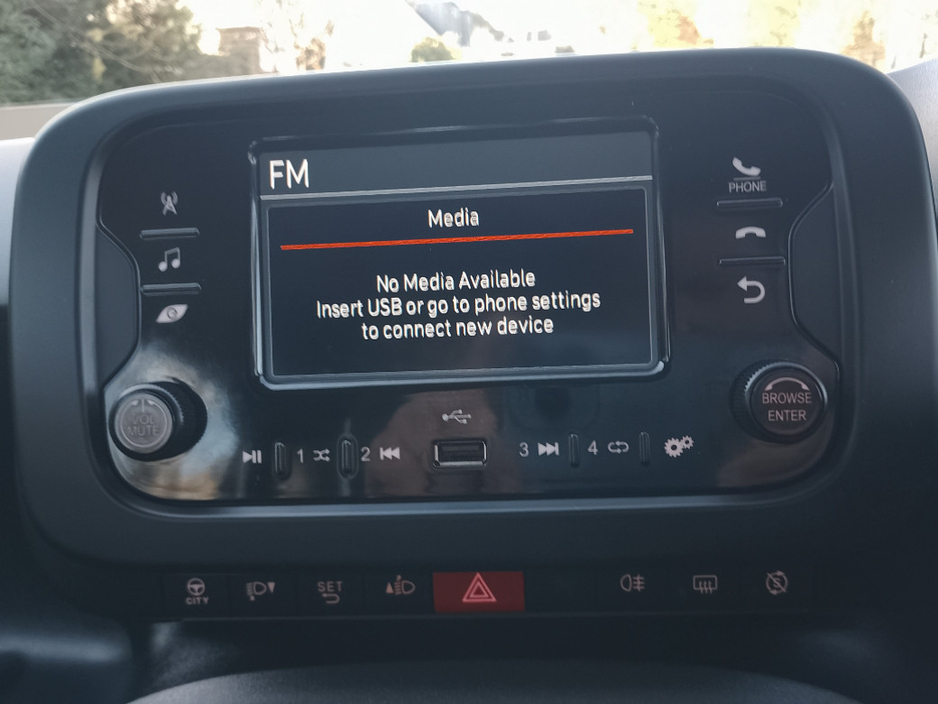 FM
Media
No Media Available
Insert USB or go to phone settings
to connect new device
PHONE
VOL
MUTE
BROWSE
ENTER
1
2
3
4
CITY
SET